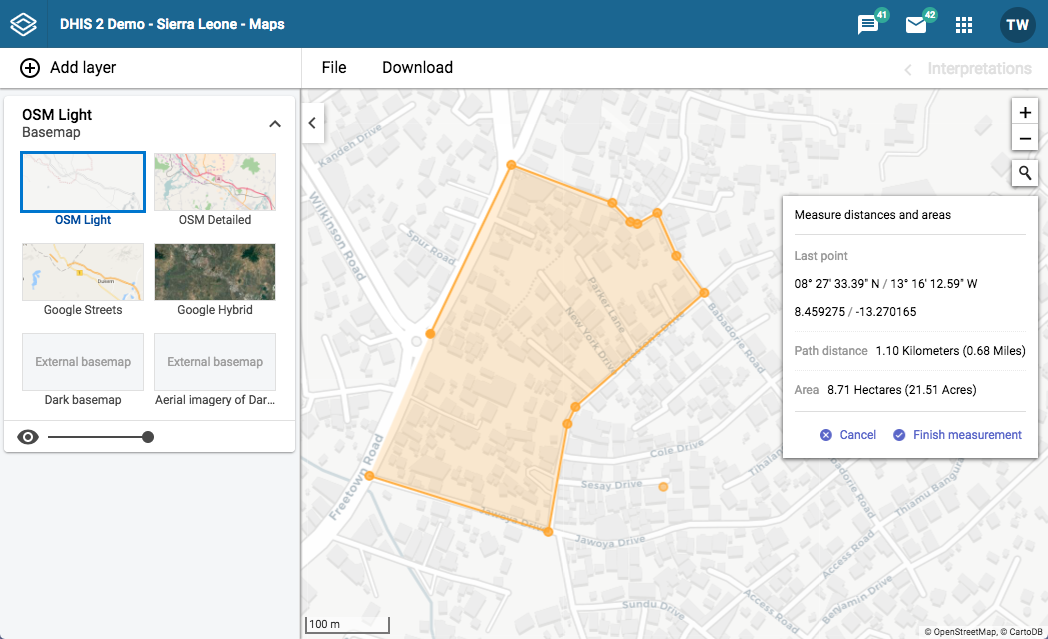 DHIS 2 Demo - Sierra Leone - Maps
41
42
TW
Add layer
File
Download
Interpretations
OSM Light
Basemap
OSM Light
OSM Detailed
Google Streets
Google Hybrid
External basemap
External basemap
Dark basemap
Aerial imagery of Dar...
Kanden Drive
Wilkinson Road
Spur Road
Parker Lane
New York Drive
Prestone Drive
Babadorie Road
Cole Drive
Sesay Drive
Freetown Road
Jawoya Drive
Jawoya Drive
Babadorie Road
Thiamu Bangura
Access Road
Benjamin Drive
Sundu Drive
+
−
Measure distances and areas
Last point
08° 27' 33.39" N / 13° 16' 12.59" W
8.459275 / -13.270165
Path distance 1.10 Kilometers (0.68 Miles)
Area 8.71 Hectares (21.51 Acres)
Cancel
Finish measurement
100 m
© OpenStreetMap, © CartoDB